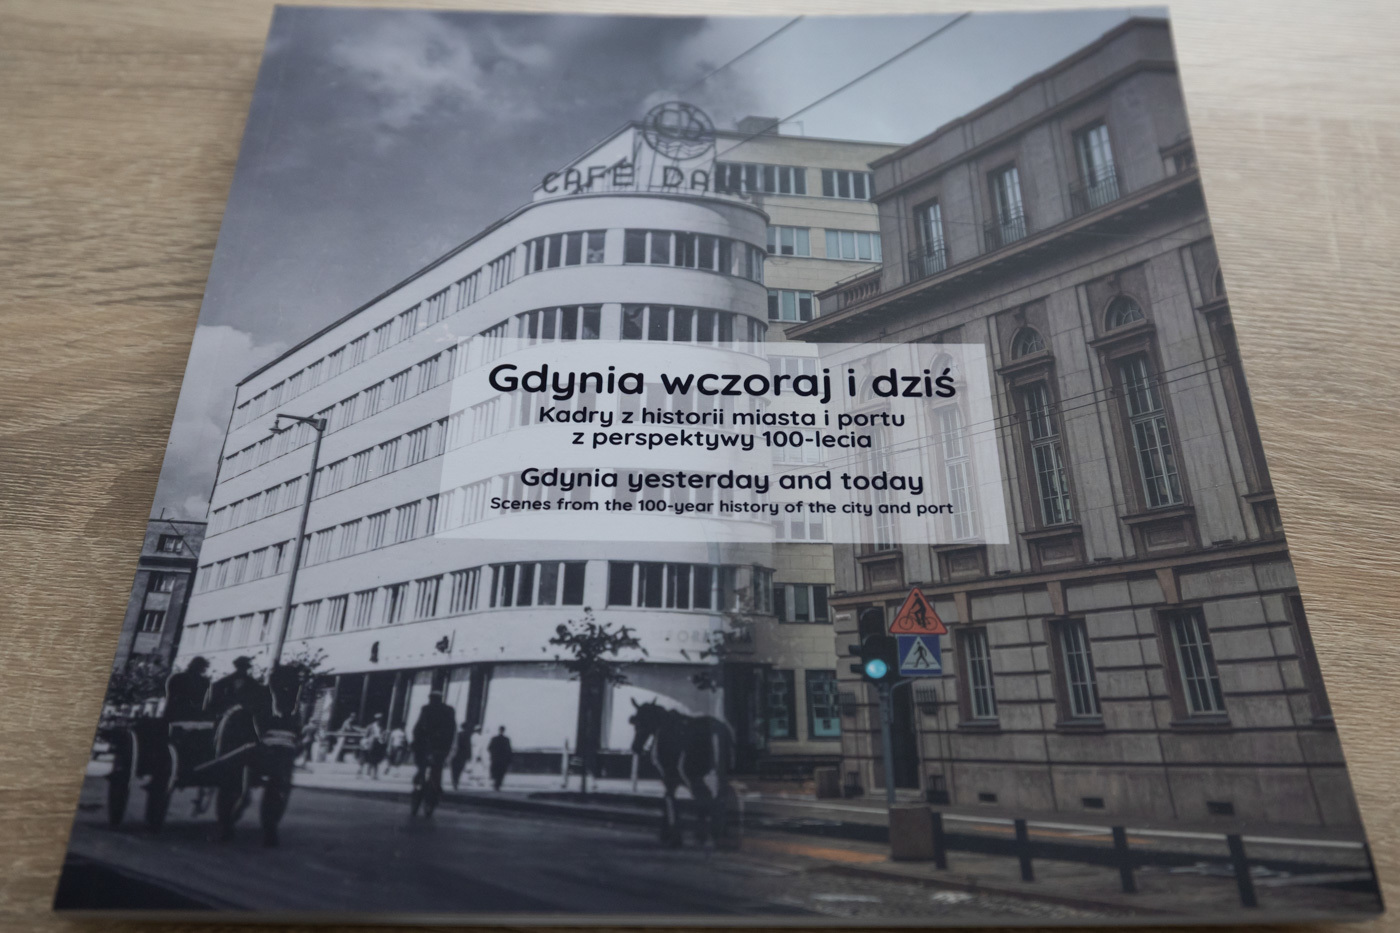 CAFÉ
Gdynia wczoraj i dziś
Kadry z historii miasta i portu
z perspektywy 100-lecia
Gdynia yesterday and today
Scenes from the 100-year history of the city and port